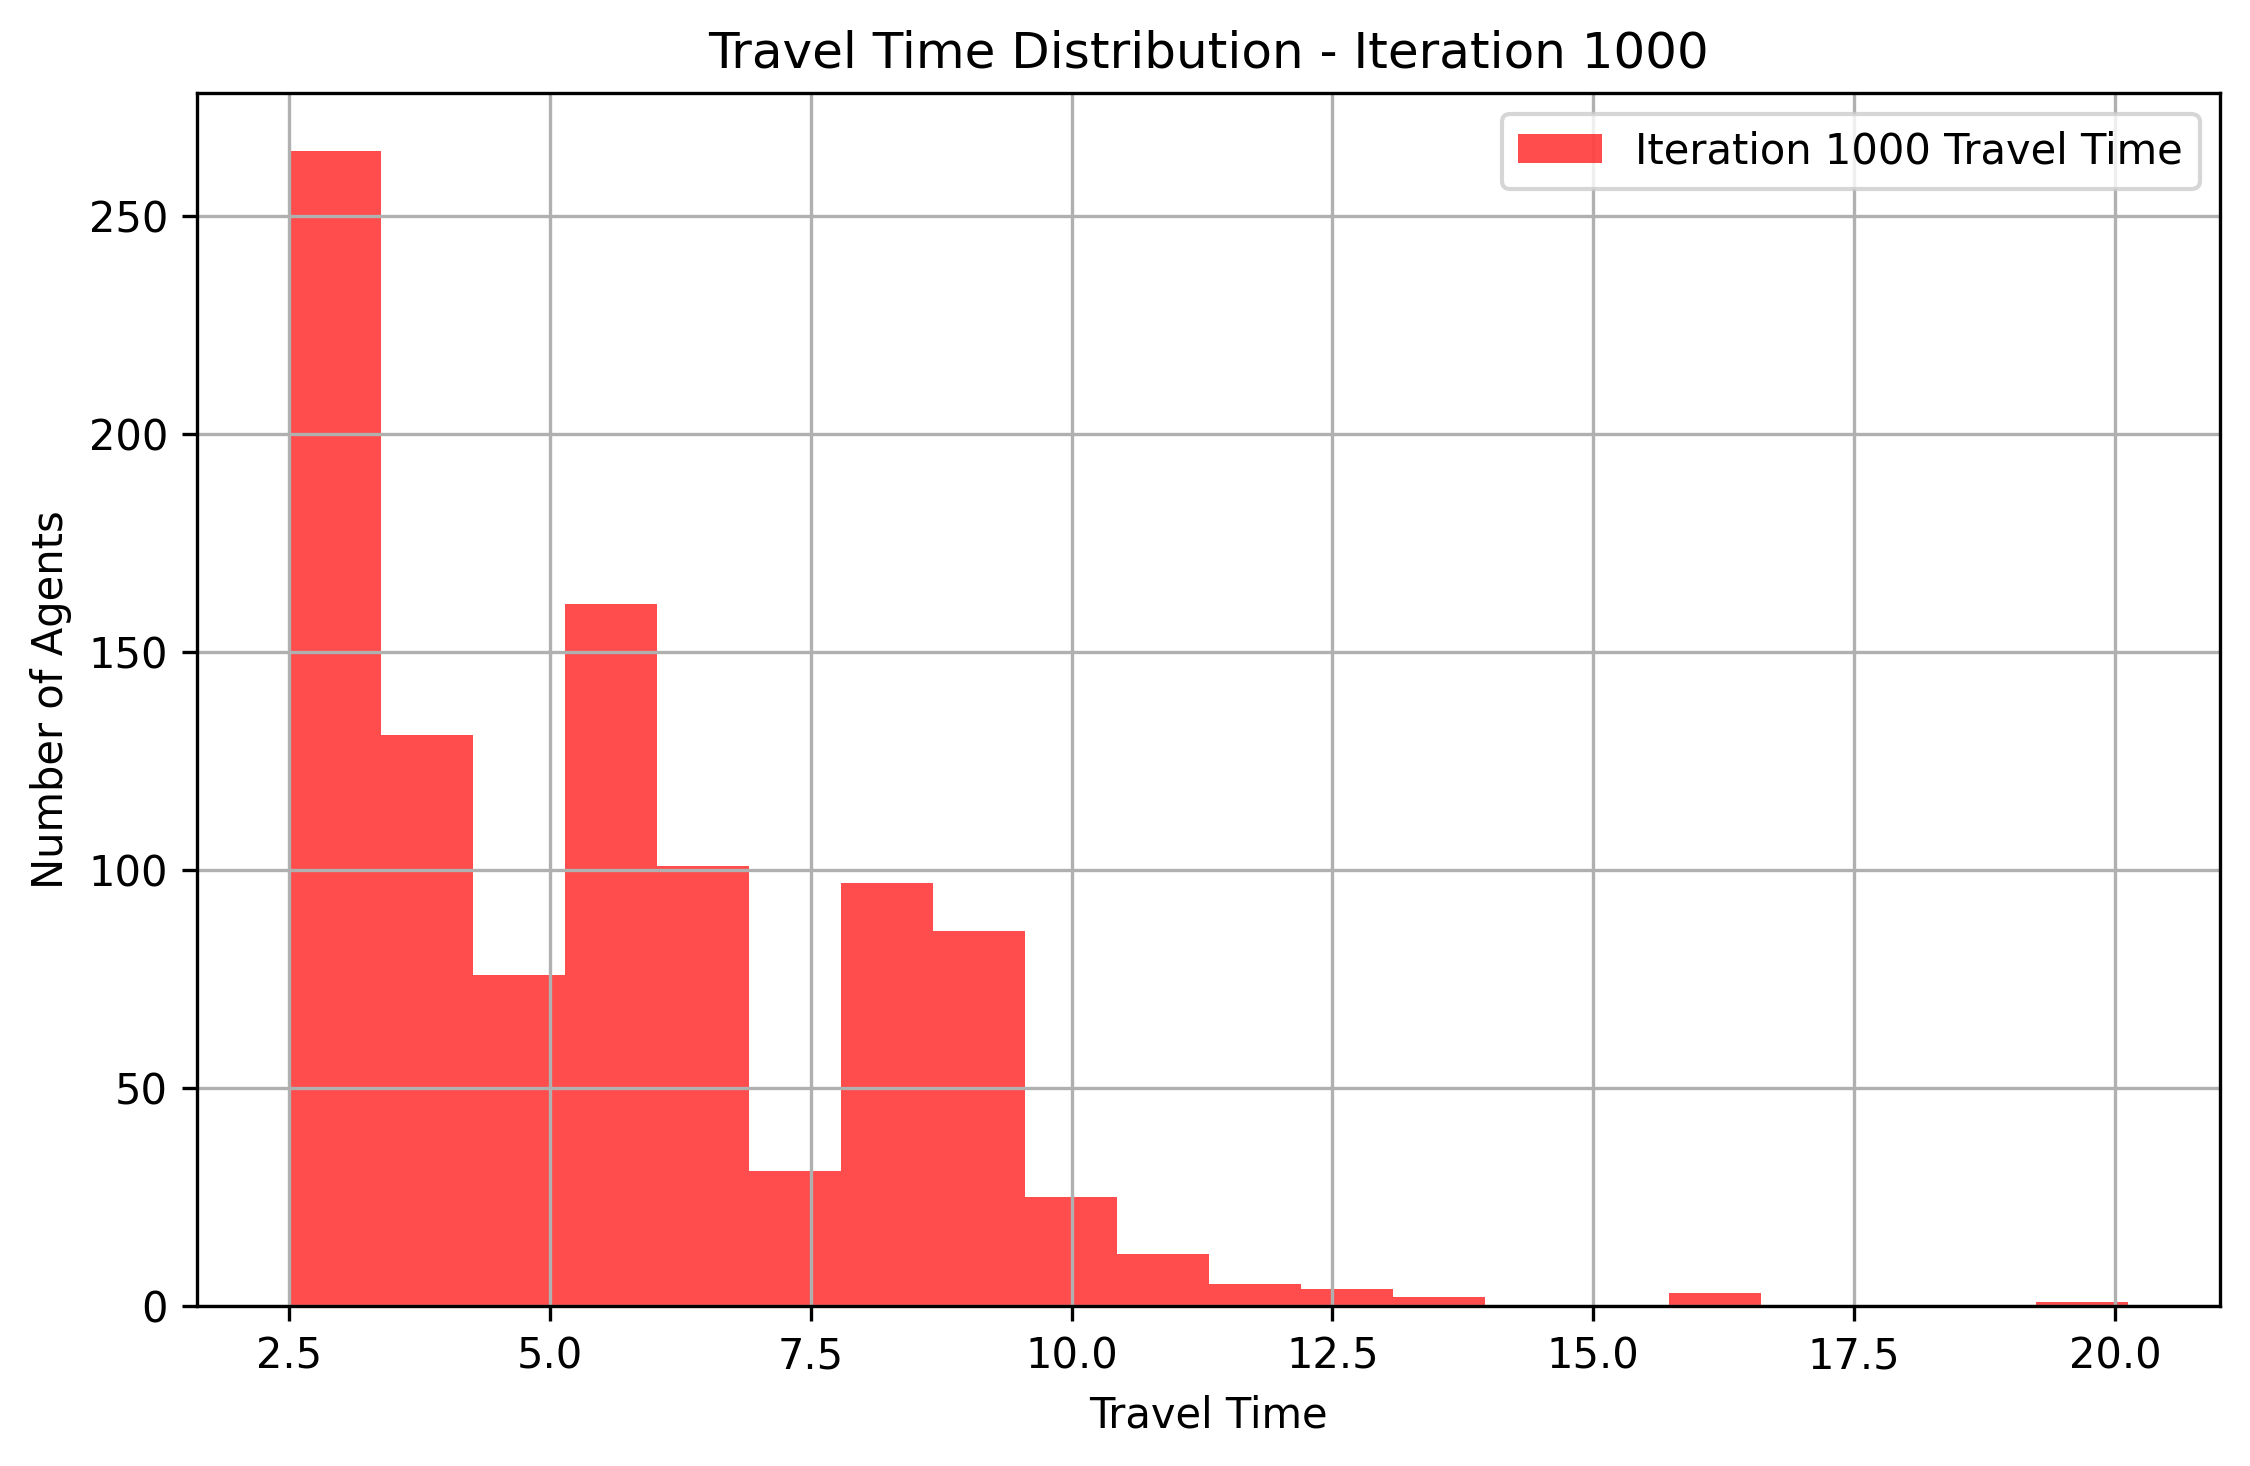 Travel Time Distribution - Iteration 1000
Iteration 1000 Travel Time
Number of Agents
250
200
150
100
50
0
2.5 5.0 7.5 10.0 12.5 15.0 17.5 20.0
Travel Time